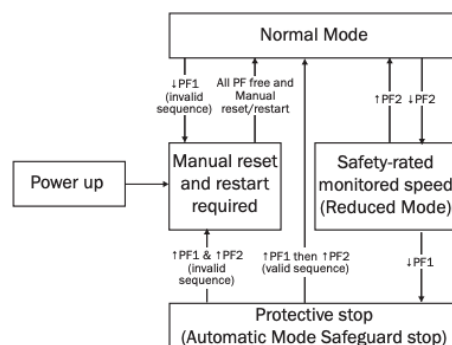 Normal Mode
↓PF1
(invalid
sequence)
All PF free and
Manual
reset/restart
↑PF2
↓PF2
Power up
Manual reset
and restart
required
Safety-rated
monitored speed
(Reduced Mode)
↑PF1 & ↑PF2
(invalid
sequence)
↑PF1 then ↑PF2
(valid sequence)
↓PF1
Protective stop
(Automatic Mode Safeguard stop)